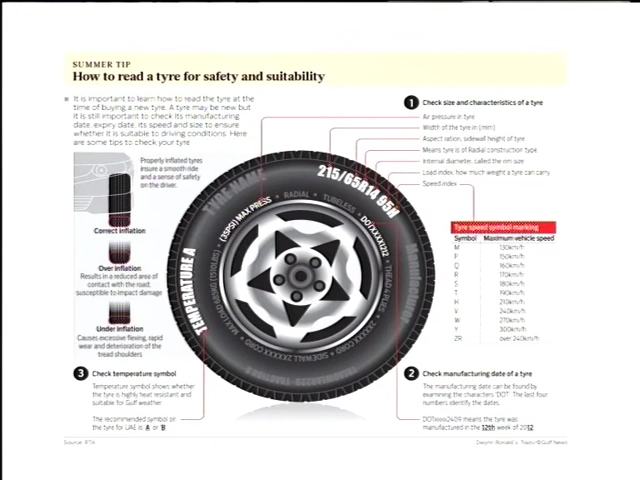 SUMMER TIP
How to read a tyre for safety and suitability
It is important to learn how to read the tyre at the
time of buying a new tyre. A tyre may be new but
it is still important to check its manufacturing
date, expiry date, its speed and size to ensure
whether it is suitable to driving conditions. Here
are some tips to check your tyre
Properly inflated tyres
insure a smooth ride
and a sense of safety
on the driver.
Correct inflation
Over inflation
Results in a reduced area of
contact with the road;
susceptible to impact damage
Under inflation
Causes excessive flexing, rapid
wear and deterioration of the
tread shoulders
1 Check size and characteristics of a tyre
Air pressure in tyre
Width of the tyre in (mm)
Aspect ration, sidewall height of tyre
Means tyre is of Radial construction type
Internal diameter, called the rim size
Load index, how much weight a tyre can carry
Speed index
TYRE NAME
215/65R14 95H
(35PSI) MAX PRESS
RADIAL
TUBELESS
DOTXXXX1212
TEMPERATURE A
Manufacturer
Tyre speed symbol marking
Symbol Maximum vehicle speed
M 130km/h
P 150km/h
Q 160km/h
R 170km/h
S 180km/h
T 190km/h
H 210km/h
V 240km/h
W 270km/h
Y 300km/h
ZR over 240km/h
3 Check temperature symbol
Temperature symbol shows whether
the tyre is highly heat resistant and
suitable for Gulf weather
The recommended symbol on
the tyre for UAE is A or B
2 Check manufacturing date of a tyre
The manufacturing date can be found by
examining the characters 'DOT'. The last four
numbers identify the dates.
DOTxxxx2409 means the tyre was
manufactured in the 12th week of 2012
Source: RTA